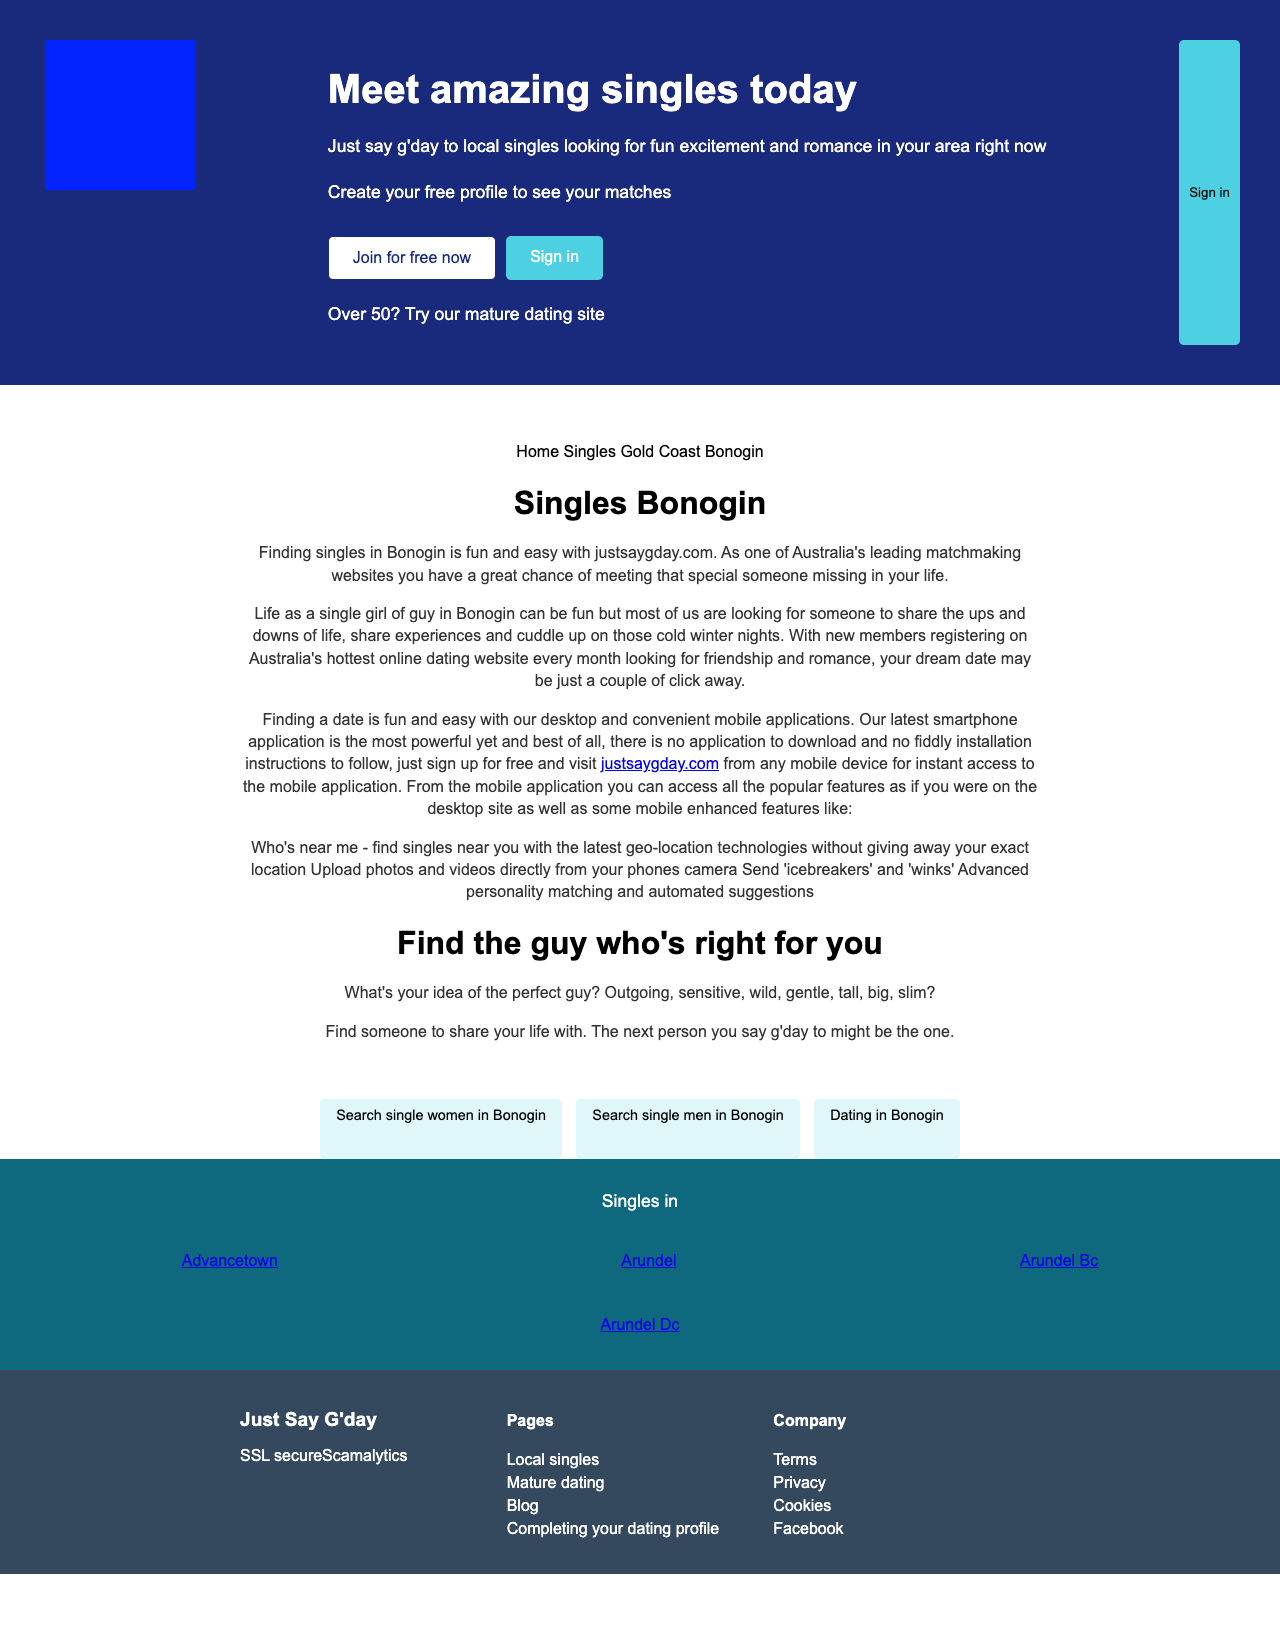 Meet amazing singles today
Just say g'day to local singles looking for fun excitement and romance in your area right now
Create your free profile to see your matches
Join for free now
Sign in
Over 50? Try our mature dating site
Sign in
Home Singles Gold Coast Bonogin
Singles Bonogin
Finding singles in Bonogin is fun and easy with justsaygday.com. As one of Australia's leading matchmaking
websites you have a great chance of meeting that special someone missing in your life.
Life as a single girl of guy in Bonogin can be fun but most of us are looking for someone to share the ups and
downs of life, share experiences and cuddle up on those cold winter nights. With new members registering on
Australia's hottest online dating website every month looking for friendship and romance, your dream date may
be just a couple of click away.
Finding a date is fun and easy with our desktop and convenient mobile applications. Our latest smartphone
application is the most powerful yet and best of all, there is no application to download and no fiddly installation
instructions to follow, just sign up for free and visit justsaygday.com from any mobile device for instant access to
the mobile application. From the mobile application you can access all the popular features as if you were on the
desktop site as well as some mobile enhanced features like:
Who's near me - find singles near you with the latest geo-location technologies without giving away your exact
location Upload photos and videos directly from your phones camera Send 'icebreakers' and 'winks' Advanced
personality matching and automated suggestions
Find the guy who's right for you
What's your idea of the perfect guy? Outgoing, sensitive, wild, gentle, tall, big, slim?
Find someone to share your life with. The next person you say g'day to might be the one.
Search single women in Bonogin
Search single men in Bonogin
Dating in Bonogin
Singles in
Advancetown
Arundel
Arundel Bc
Arundel Dc
Just Say G'day
SSL secureScamalytics
Pages
Local singles
Mature dating
Blog
Completing your dating profile
Company
Terms
Privacy
Cookies
Facebook